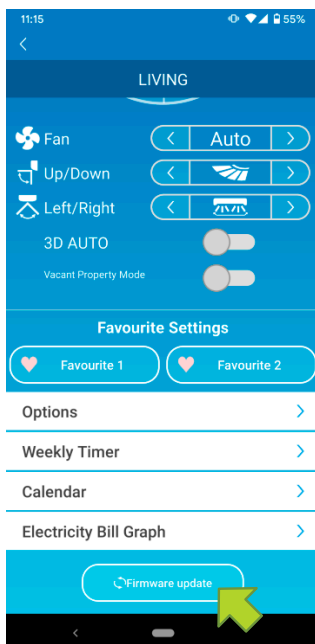 11:15 55%
LIVING
Fan Auto
Up/Down
Left/Right
3D AUTO
Vacant Property Mode
Favourite Settings
Favourite 1 Favourite 2
Options
Weekly Timer
Calendar
Electricity Bill Graph
Firmware update